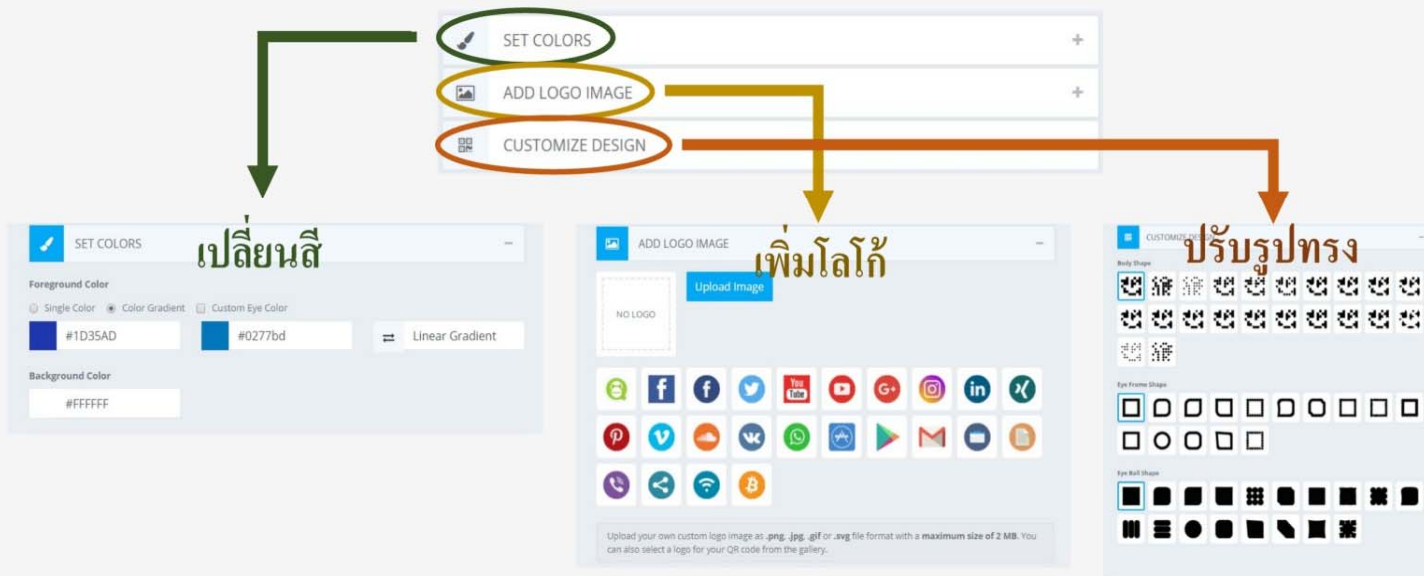 SET COLORS
ADD LOGO IMAGE
CUSTOMIZE DESIGN
SET COLORS
เปลี่ยนสี
Foreground Color
Single Color Color Gradient Custom Eye Color
#1D35AD #0277bd Linear Gradient
Background Color
#FFFFFF
ADD LOGO IMAGE
เพิ่มโลโก้
Upload Image
NO LOGO
You
Tube
Upload your own custom logo image as .png, .jpg, .gif or .svg file format with a maximum size of 2 MB. You
can also select a logo for your QR code from the gallery.
CUSTOMIZE
ปรับรูปทรง
Body Shape
Eye Frame Shape
Eye Ball Shape